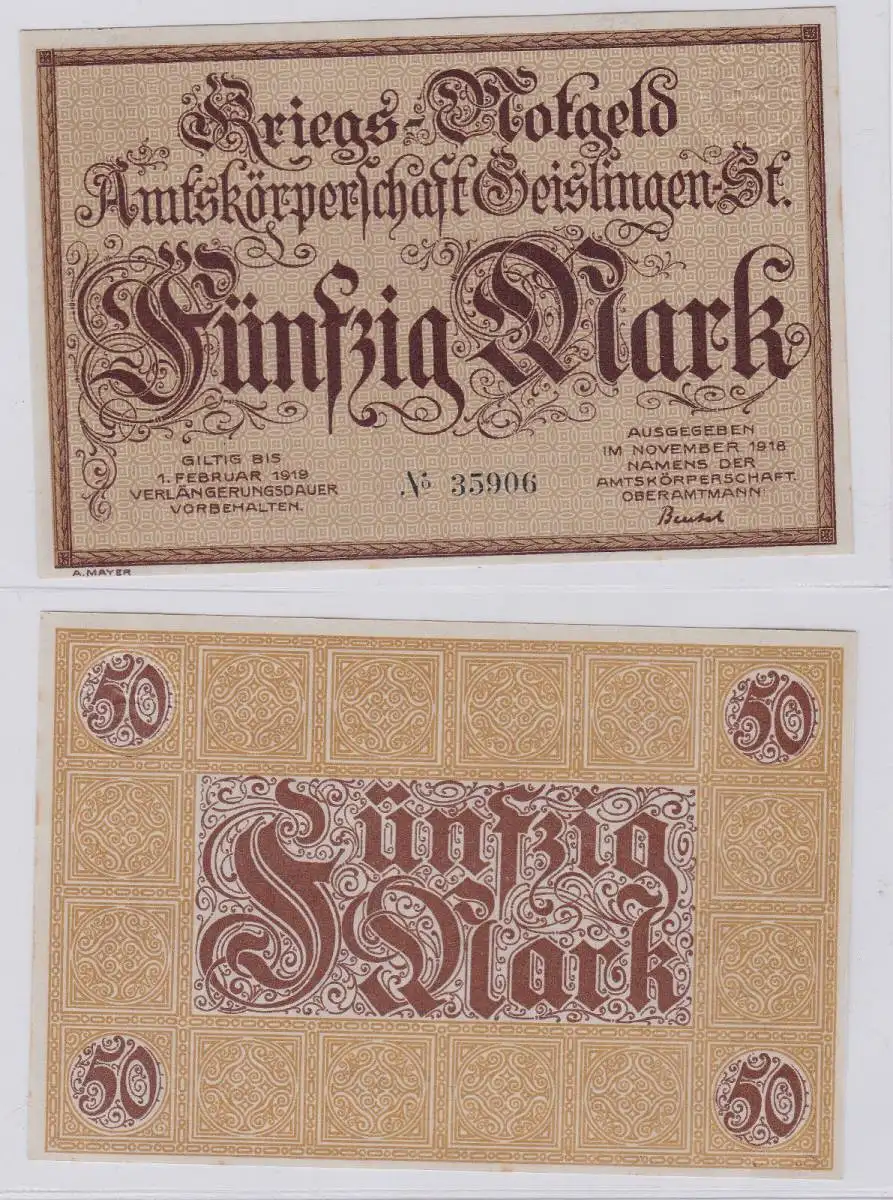 Kriegs-Notgeld
Amtskörperschaft Geislingen-St.
Fünfzig Mark
GILTIG BIS
1. FEBRUAR 1919
VERLÄNGERUNGSDAUER
VORBEHALTEN.
No 35906
AUSGEGEBEN
IM NOVEMBER 1918
NAMENS DER
AMTSKÖRPERSCHAFT.
OBERAMTMANN
A. MAYER
50
50
Fünfzig
Mark
50
50